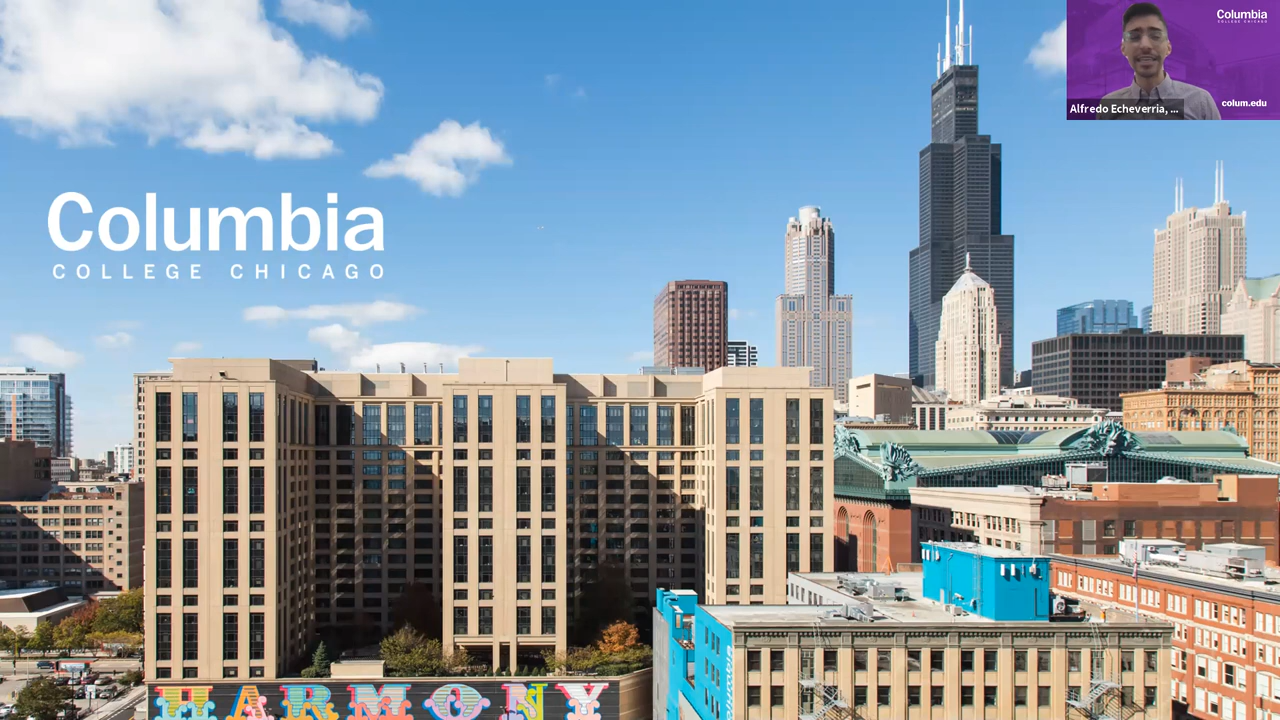 Columbia
COLLEGE CHICAGO
Columbia
COLLEGE CHICAGO
colum.edu
Alfredo Echeverria, ...
HARMONY